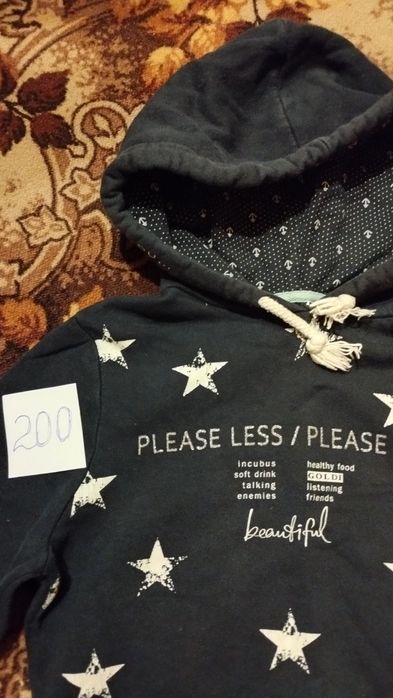 200
PLEASE LESS / PLEASE
incubus healthy food
soft drink GOLDI
talking listening
enemies friends
beautiful